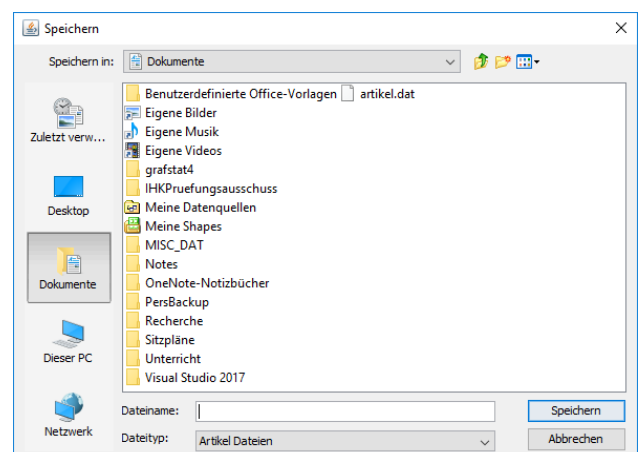 Speichern
Speichern in: Dokumente
Zuletzt verw...
Desktop
Dokumente
Dieser PC
Netzwerk
Benutzerdefinierte Office-Vorlagen artikel.dat
Eigene Bilder
Eigene Musik
Eigene Videos
grafstat4
IHKPruefungsausschuss
Meine Datenquellen
Meine Shapes
MISC_DAT
Notes
OneNote-Notizbücher
PersBackup
Recherche
Sitzpläne
Unterricht
Visual Studio 2017
Dateiname: Speichern
Dateityp: Artikel Dateien Abbrechen